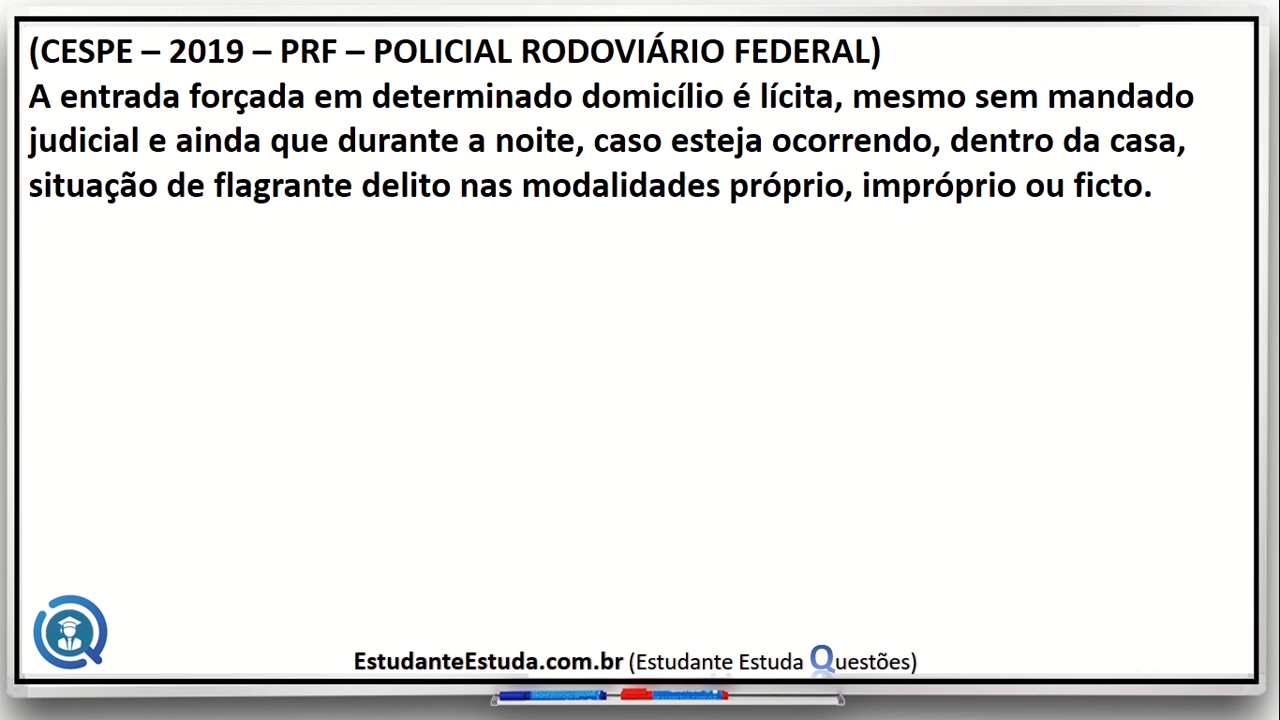 (CESPE – 2019 – PRF – POLICIAL RODOVIÁRIO FEDERAL)
A entrada forçada em determinado domicílio é lícita, mesmo sem mandado
judicial e ainda que durante a noite, caso esteja ocorrendo, dentro da casa,
situação de flagrante delito nas modalidades próprio, impróprio ou ficto.
EstudanteEstuda.com.br (Estudante Estuda Questões)